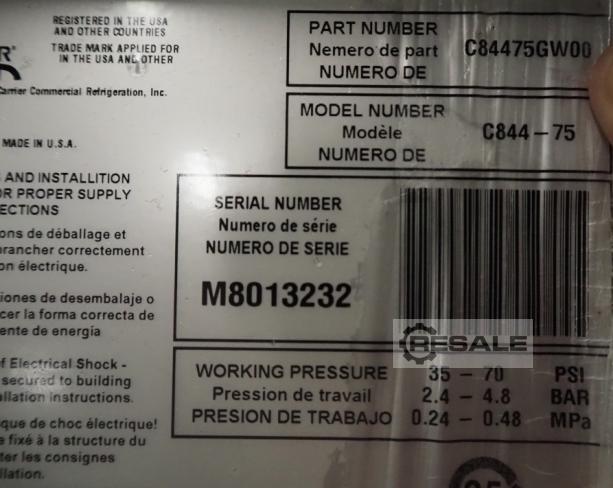 REGISTERED IN THE USA
AND OTHER COUNTRIES
TRADE MARK APPLIED FOR
IN THE USA AND OTHER
Carrier Commercial Refrigeration, Inc.
MADE IN U.S.A.
AND INSTALLITION
OR PROPER SUPPLY
ECTIONS
ons de déballage et
brancher correctement
on électrique.
iones de desembalaje o
cer la forma correcta de
ente de energía
of Electrical Shock -
secured to building
allation instructions.
que de choc électrique!
e fixé à la structure du
ter les consignes
llation.
PART NUMBER
Nemero de part C84475GW00
NUMERO DE
MODEL NUMBER
Modèle C844-75
NUMERO DE
SERIAL NUMBER
Numero de série
NUMERO DE SERIE
M8013232
RESALE
WORKING PRESSURE 35 - 70 PSI
Pression de travail 2.4 - 4.8 BAR
PRESION DE TRABAJO 0.24 - 0.48 MPa